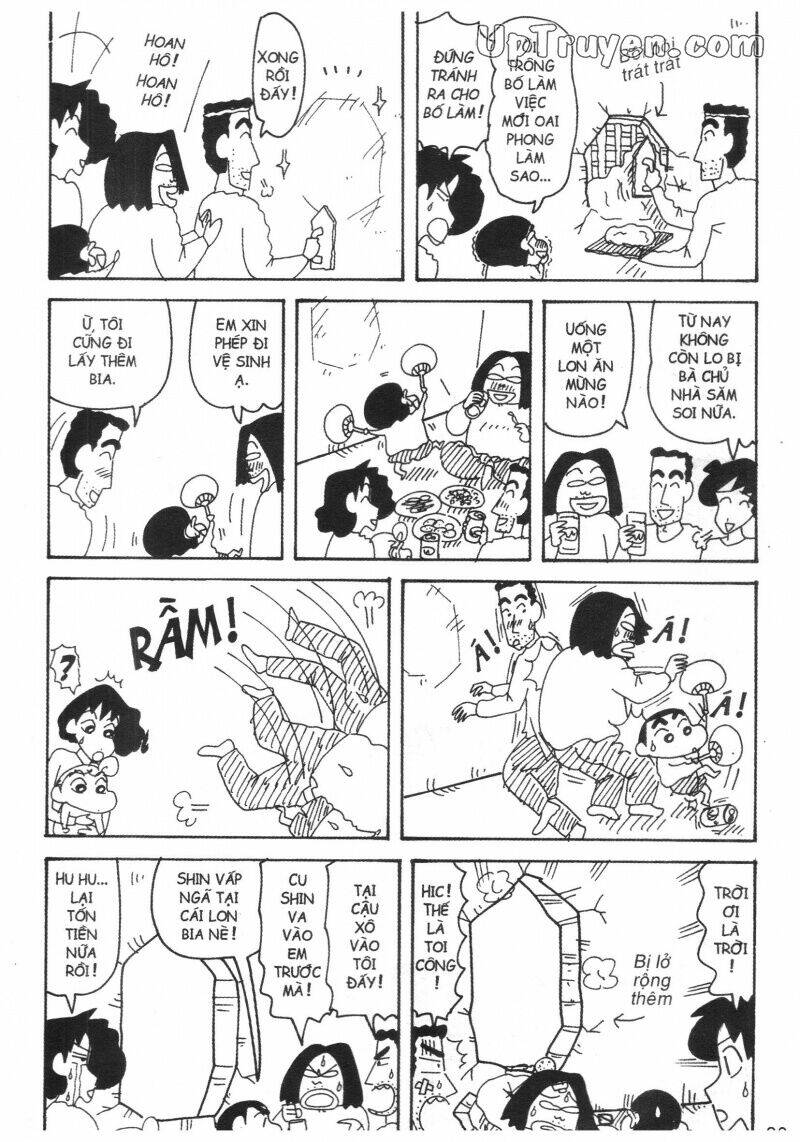 UpTruyen.com
trát trát
TRÔNG
BỐ LÀM
VIỆC
MỚI OAI
PHONG
LÀM
SAO...
ĐỨNG
TRÁNH
RA CHO
BỐ LÀM!
XONG
RỒI
ĐẤY!
HOAN
HÔ!
HOAN
HÔ!
TỪ NAY
KHÔNG
CÒN LO BỊ
BÀ CHỦ
NHÀ SĂM
SOI NỮA.
UỐNG
MỘT
LON ĂN
MỪNG
NÀO!
EM XIN
PHÉP ĐI
VỆ SINH
Ạ.
Ừ, TÔI
CŨNG ĐI
LẤY THÊM
BIA.
Á!
Á!
Á!
RẦM!
?
TRỜI
ƠI
LÀ
TRỜI!
Bị lở
rộng
thêm
HIC!
THẾ
LÀ TOI
CÔNG!
TẠI
CẬU
XÔ
VÀO
TÔI
ĐẤY!
CU
SHIN
VA
VÀO
EM
TRƯỚC
MÀ!
SHIN VẤP
NGÃ TẠI
CÁI LON
BIA NÈ!
HU HU...
LẠI
TỐN
TIỀN
NỮA
RỒI!